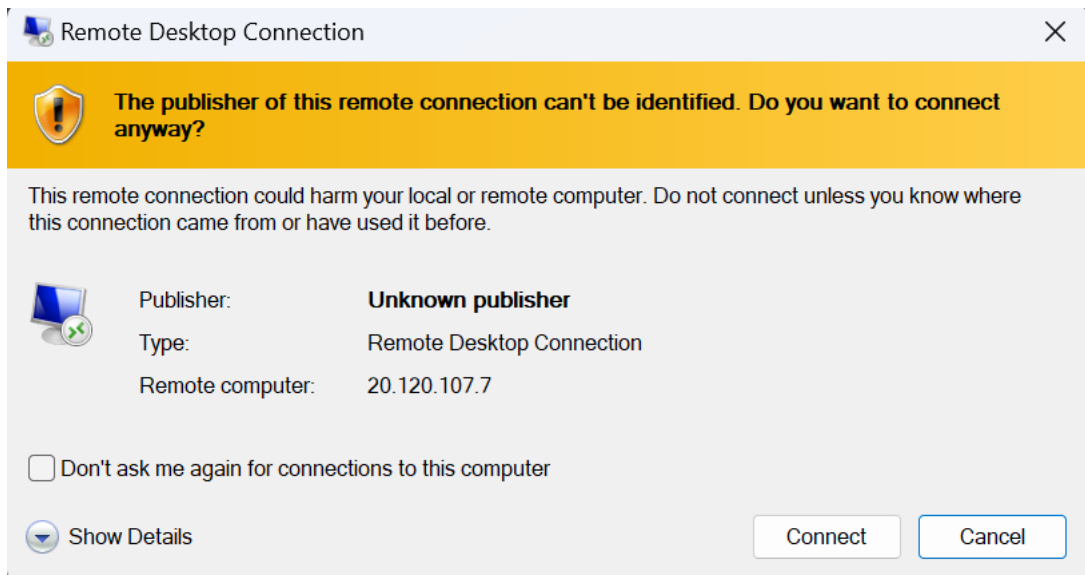 Remote Desktop Connection
The publisher of this remote connection can't be identified. Do you want to connect
anyway?
This remote connection could harm your local or remote computer. Do not connect unless you know where
this connection came from or have used it before.
Publisher: Unknown publisher
Type: Remote Desktop Connection
Remote computer: 20.120.107.7
Don't ask me again for connections to this computer
Show Details Connect Cancel